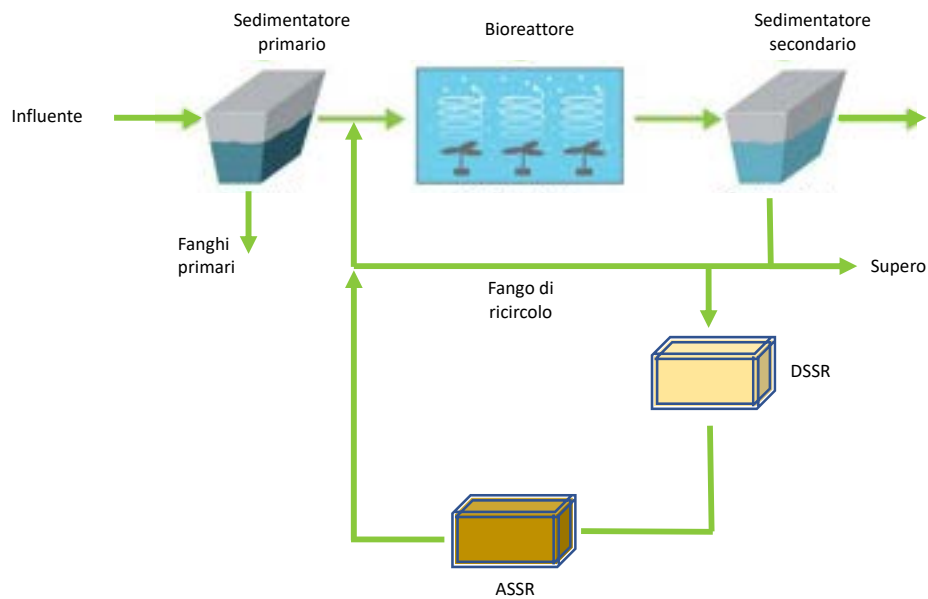 Sedimentatore
primario
Bioreattore
Sedimentatore
secondario
Influente
Fanghi
primari
Fango di
ricircolo
Supero
DSSR
ASSR